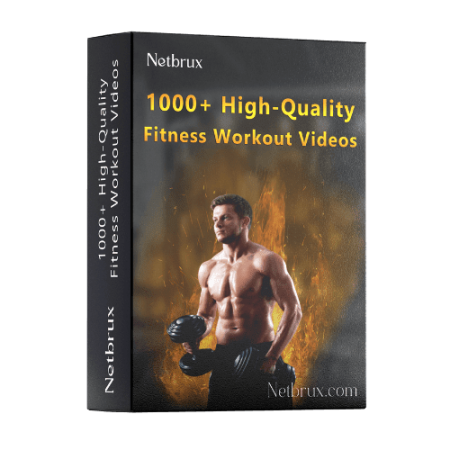 Netbrux
1000+ High-Quality
Fitness Workout Videos
Netbrux.com
1000+ High-Quality
Fitness Workout Videos
Netbrux